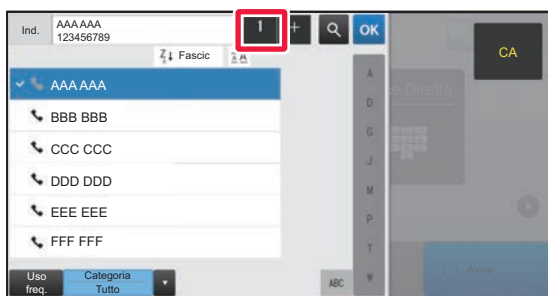 Ind.
AAA AAA
123456789
1
+
OK
CA
Z↓A Fascic
AAA AAA
BBB BBB
CCC CCC
DDD DDD
EEE EEE
FFF FFF
A
D
G
J
M
P
T
W
ABC
Uso
freq.
Categoria
Tutto
▼
Diretta
Avvio